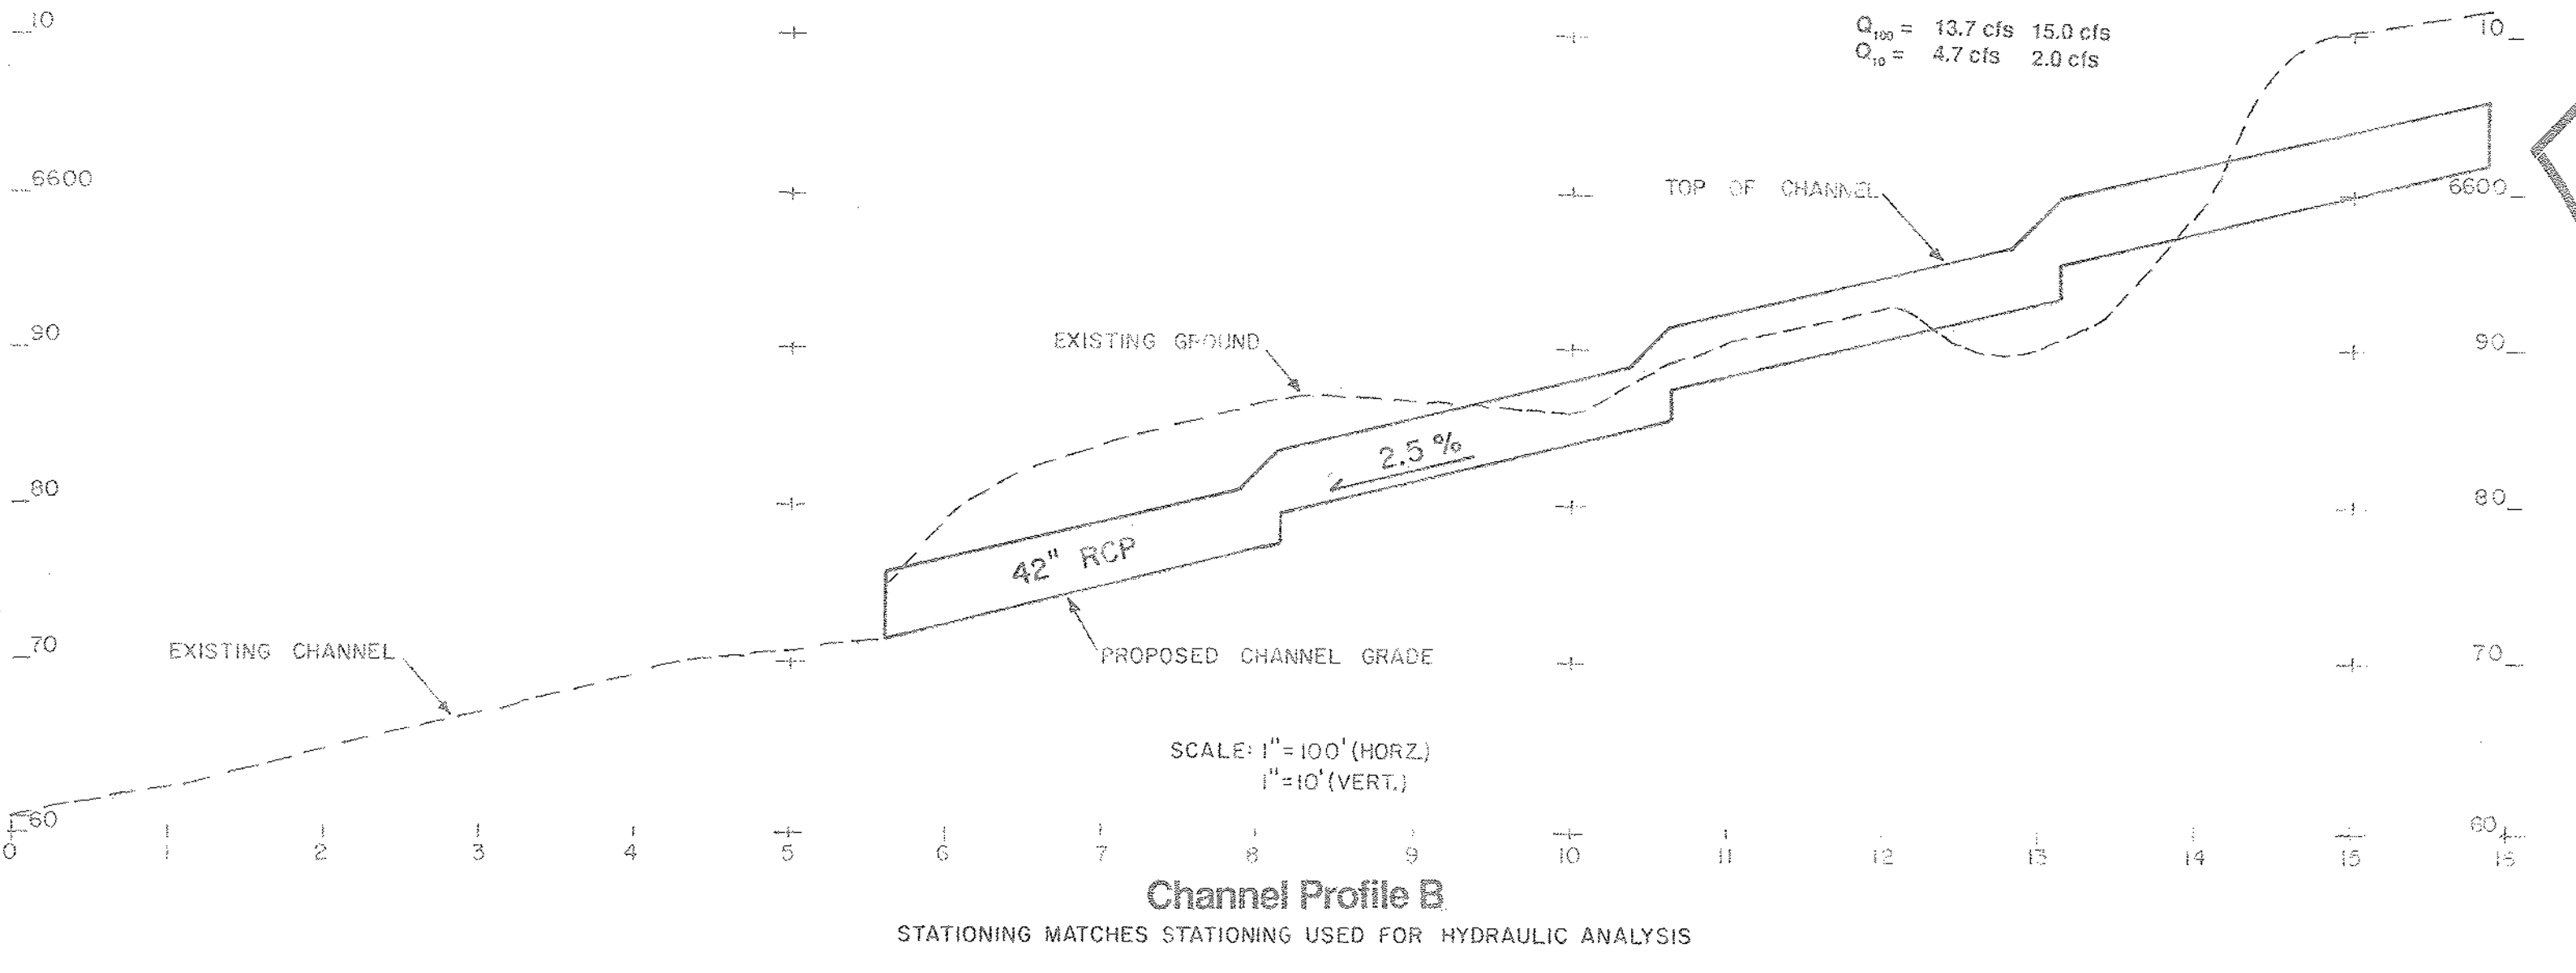 10
Q100 = 13.7 cfs 15.0 cfs
Q10 = 4.7 cfs 2.0 cfs
10
6600
TOP OF CHANNEL
6600
90
EXISTING GROUND
90
80
2.5 %
80
42" RCP
70
EXISTING CHANNEL
PROPOSED CHANNEL GRADE
70
SCALE: 1"=100'(HORZ.)
1"=10'(VERT.)
60
60
0 1 2 3 4 5 6 7 8 9 10 11 12 13 14 15 16
Channel Profile B
STATIONING MATCHES STATIONING USED FOR HYDRAULIC ANALYSIS